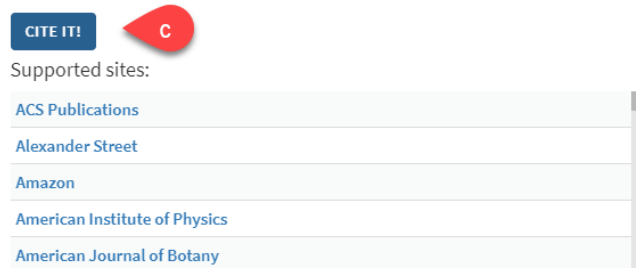 CITE IT! C
Supported sites:
ACS Publications
Alexander Street
Amazon
American Institute of Physics
American Journal of Botany